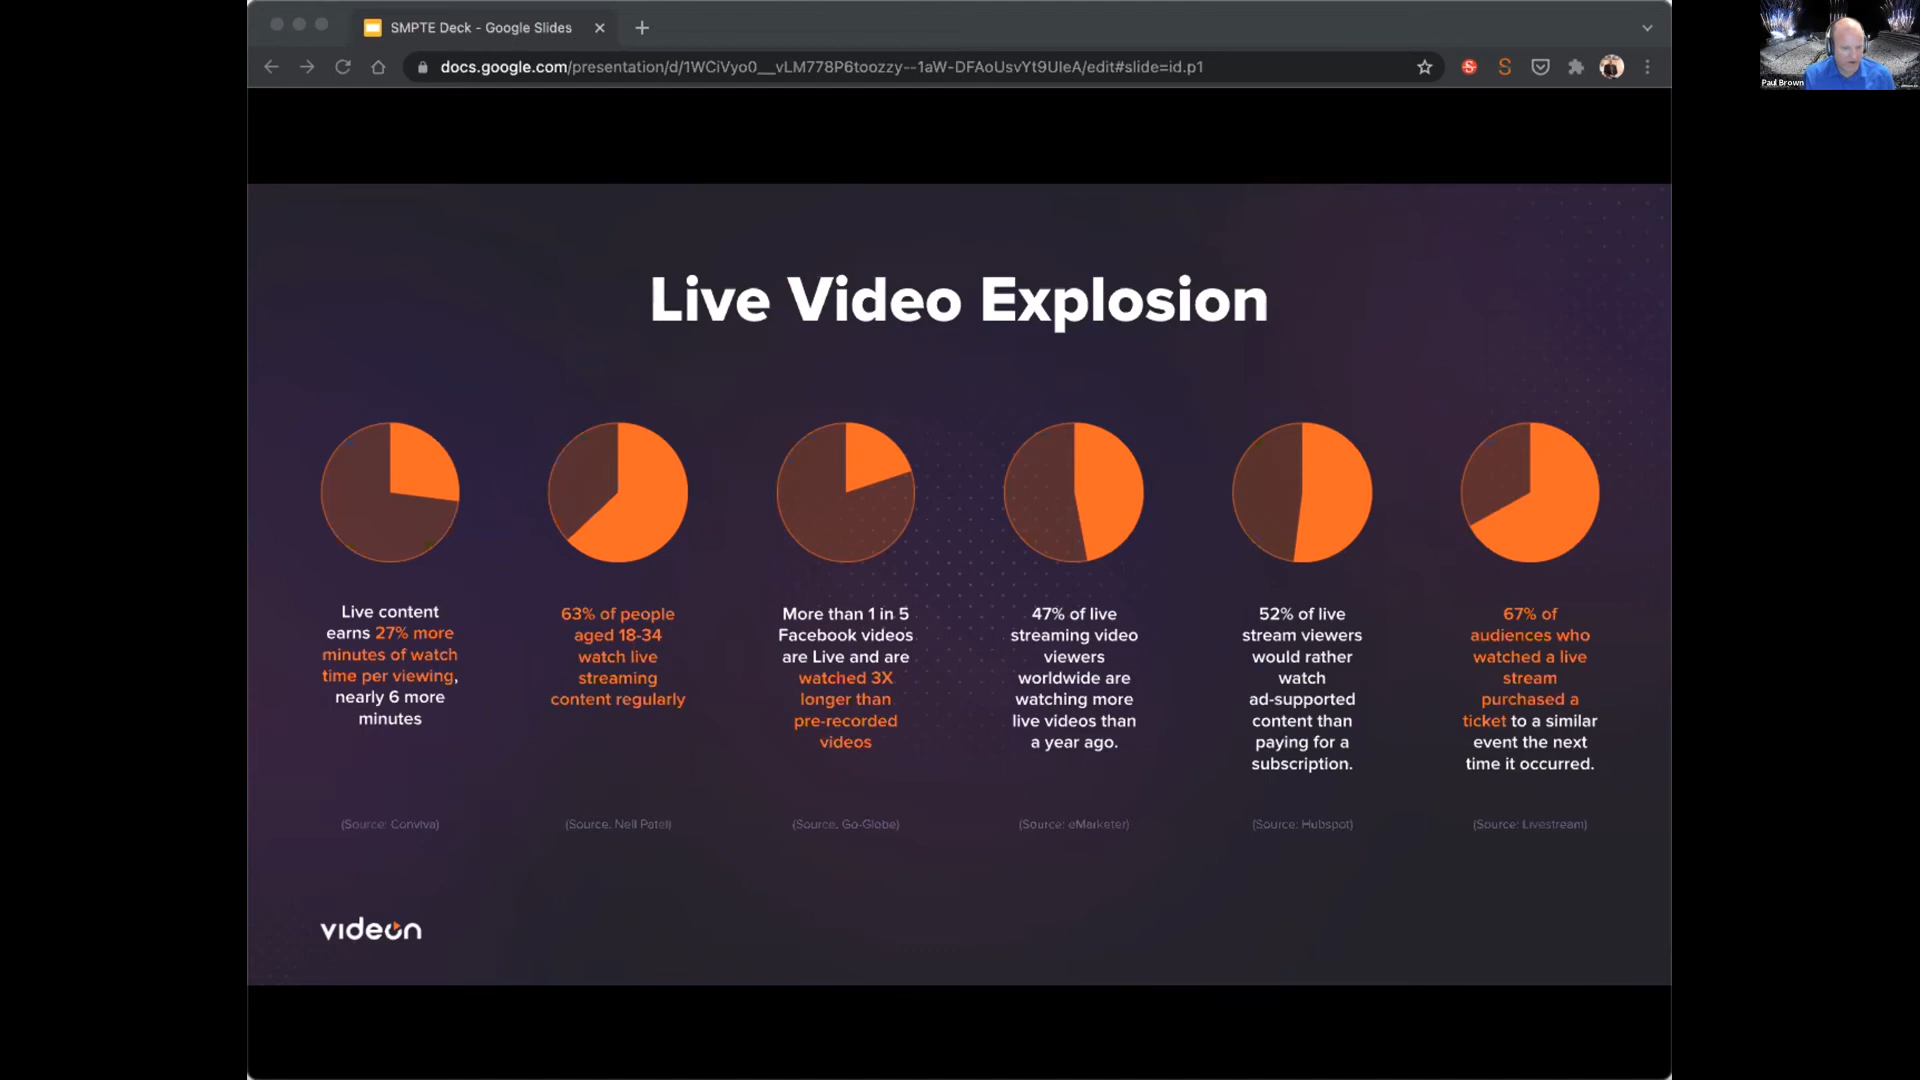 SMPTE Deck - Google Slides
docs.google.com/presentation/d/1WCiVyo0__vLM778P6toozzy--1aW-DFAoUsvYt9UIeA/edit#slide=id.p1
Paul Brown
Live Video Explosion
Live content
earns 27% more
minutes of watch
time per viewing,
nearly 6 more
minutes
(Source: Conviva)
63% of people
aged 18-34
watch live
streaming
content regularly
(Source. Neil Patel)
More than 1 in 5
Facebook videos
are Live and are
watched 3X
longer than
pre-recorded
videos
(Source. Go-Globe)
47% of live
streaming video
viewers
worldwide are
watching more
live videos than
a year ago.
(Source: eMarketer)
52% of live
stream viewers
would rather
watch
ad-supported
content than
paying for a
subscription.
(Source: Hubspot)
67% of
audiences who
watched a live
stream
purchased a
ticket to a similar
event the next
time it occurred.
(Source: Livestream)
videon